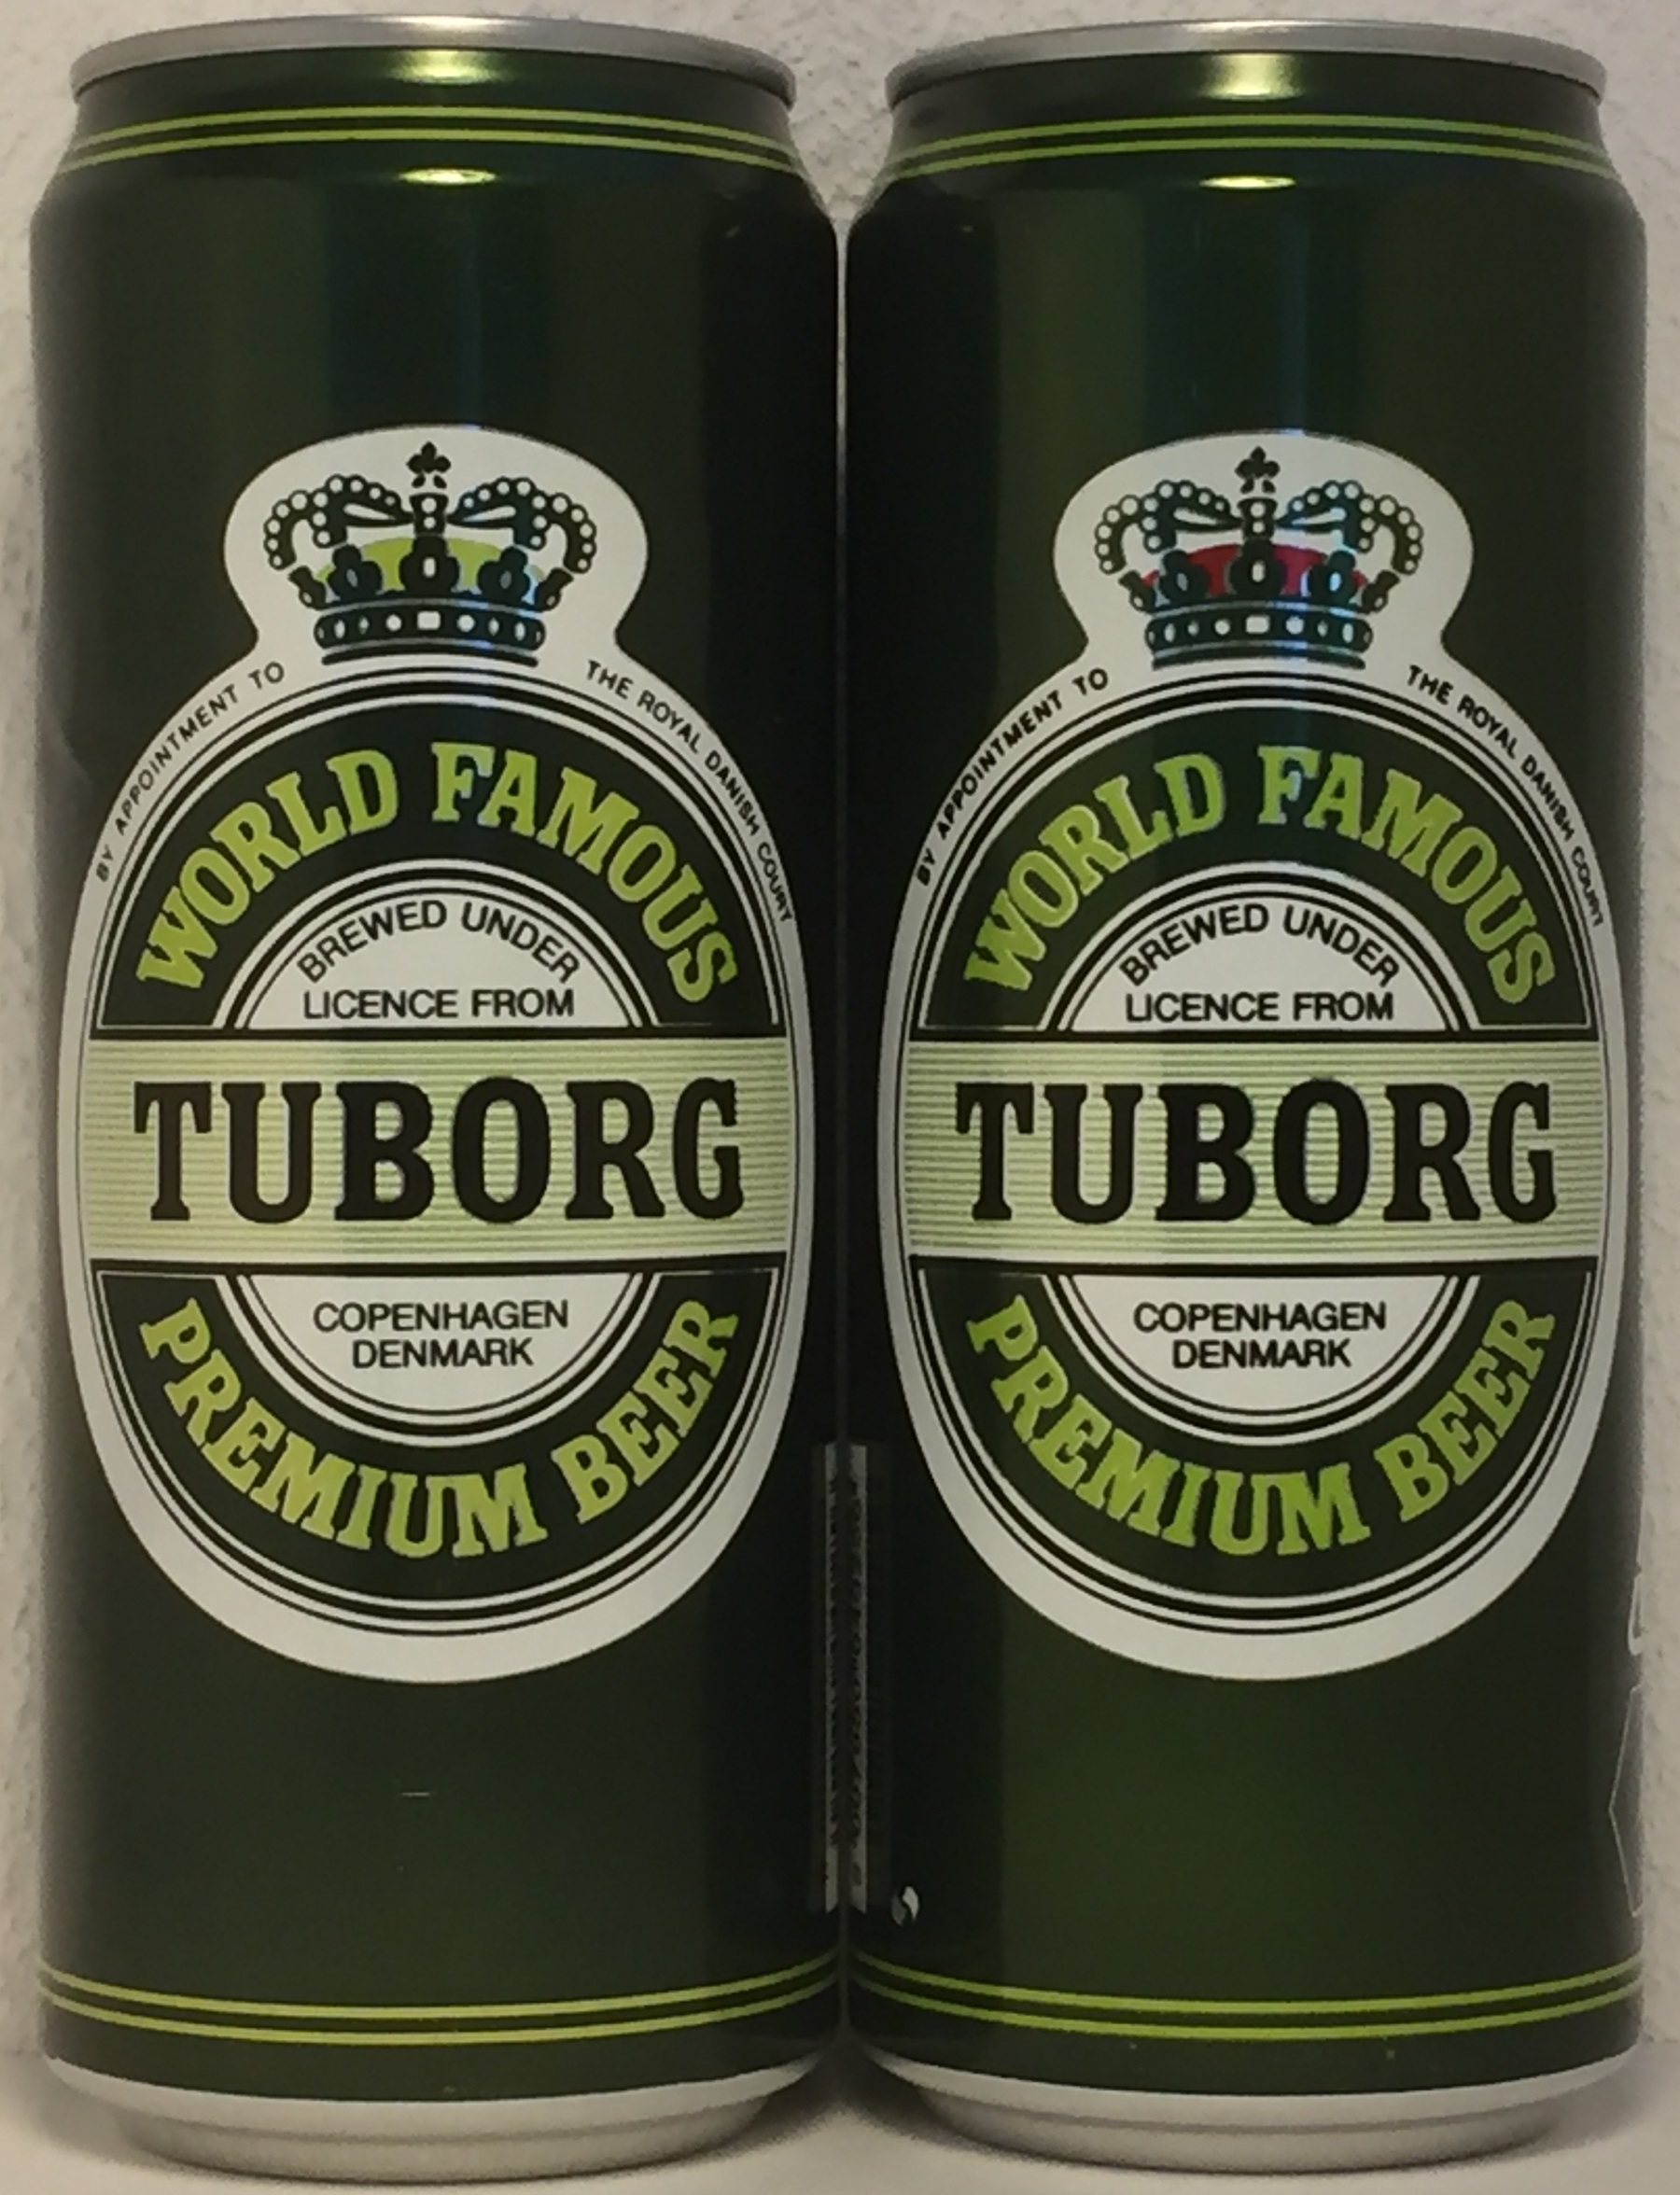 BY APPOINTMENT TO THE ROYAL DANISH COURT
WORLD FAMOUS
BREWED UNDER
LICENCE FROM
TUBORG
COPENHAGEN
DENMARK
PREMIUM BEER
BY APPOINTMENT TO THE ROYAL DANISH COURT
WORLD FAMOUS
BREWED UNDER
LICENCE FROM
TUBORG
COPENHAGEN
DENMARK
PREMIUM BEER